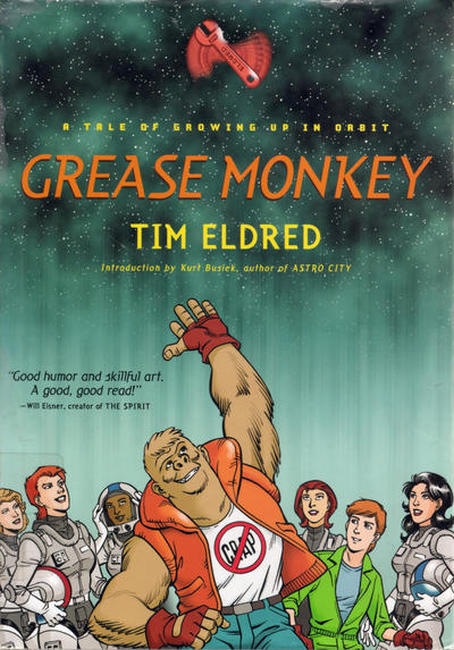 A TALE OF GROWING UP IN ORBIT
GREASE MONKEY
TIM ELDRED
Introduction by Kurt Busiek, author of ASTRO CITY
"Good humor and skillful art.
A good, good read!"
—Will Eisner, creator of THE SPIRIT
CRAP